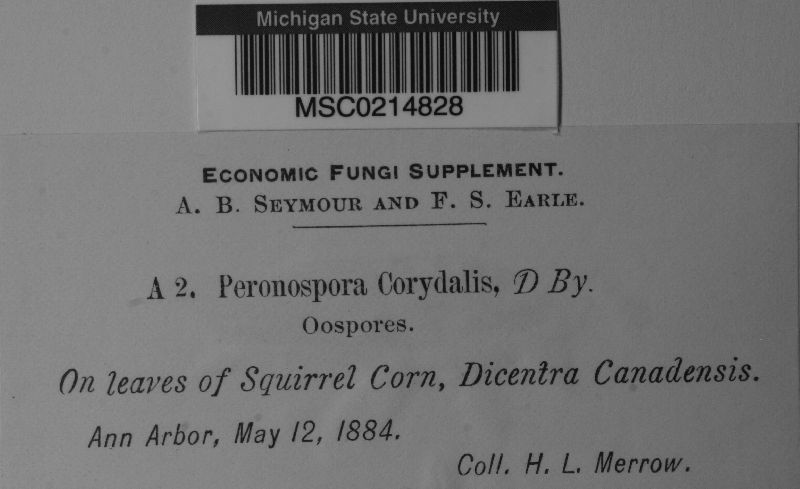 Michigan State University
MSC0214828
ECONOMIC FUNGI SUPPLEMENT.
A. B. SEYMOUR AND F. S. EARLE.
A 2. Peronospora Corydalis, D By.
Oospores.
On leaves of Squirrel Corn, Dicentra Canadensis.
Ann Arbor, May 12, 1884.
Coll. H. L. Merrow.